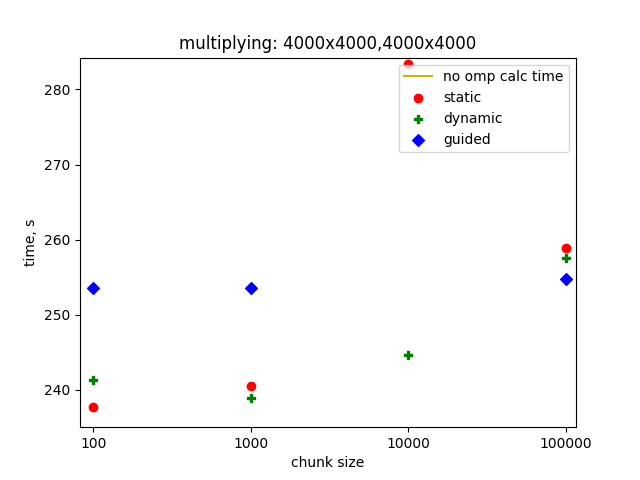 multiplying: 4000x4000,4000x4000
no omp calc time
static
dynamic
guided
280
270
260
250
240
time, s
100
1000
10000
100000
chunk size